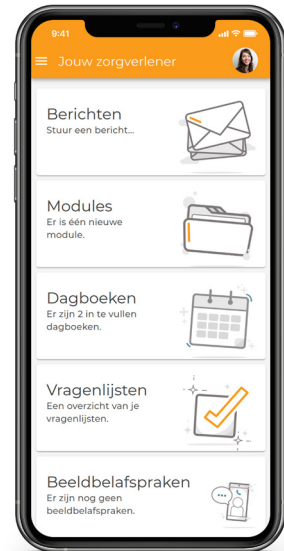 9:41
Jouw zorgverlener
Berichten
Stuur een bericht...
Modules
Er is één nieuwe
module.
Dagboeken
Er zijn 2 in te vullen
dagboeken.
Vragenlijsten
Een overzicht van je
vragenlijsten.
Beeldbelafspraken
Er zijn nog geen
beeldbelafspraken.